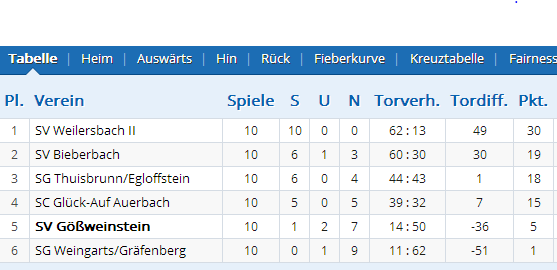 Tabelle | Heim | Auswärts | Hin | Rück | Fieberkurve | Kreuztabelle | Fairness
Pl. Verein Spiele S U N Torverh. Tordiff. Pkt.
1 SV Weilersbach II 10 10 0 0 62 : 13 49 30
2 SV Bieberbach 10 6 1 3 60 : 30 30 19
3 SG Thuisbrunn/Egloffstein 10 6 0 4 44 : 43 1 18
4 SC Glück-Auf Auerbach 10 5 0 5 39 : 32 7 15
5 SV Gößweinstein 10 1 2 7 14 : 50 -36 5
6 SG Weingarts/Gräfenberg 10 0 1 9 11 : 62 -51 1